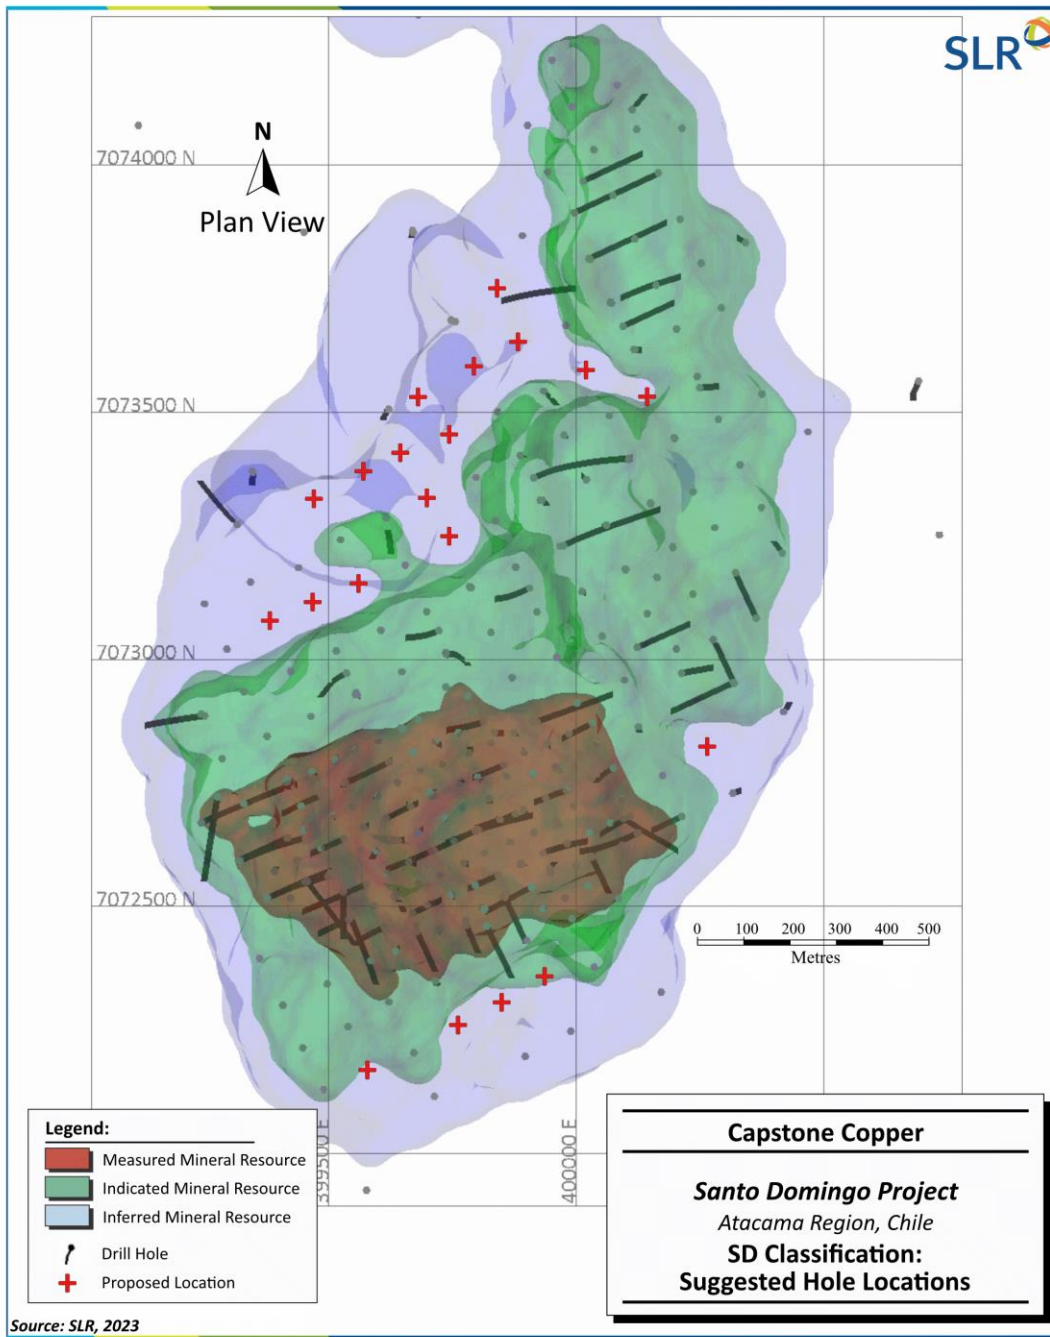 SLR
7074000 N
N
Plan View
7073500 N
7073000 N
7072500 N
0 100 200 300 400 500
Metres
399500 E
400000 E
Legend:
Measured Mineral Resource
Indicated Mineral Resource
Inferred Mineral Resource
Drill Hole
Proposed Location
Capstone Copper
Santo Domingo Project
Atacama Region, Chile
SD Classification:
Suggested Hole Locations
Source: SLR, 2023